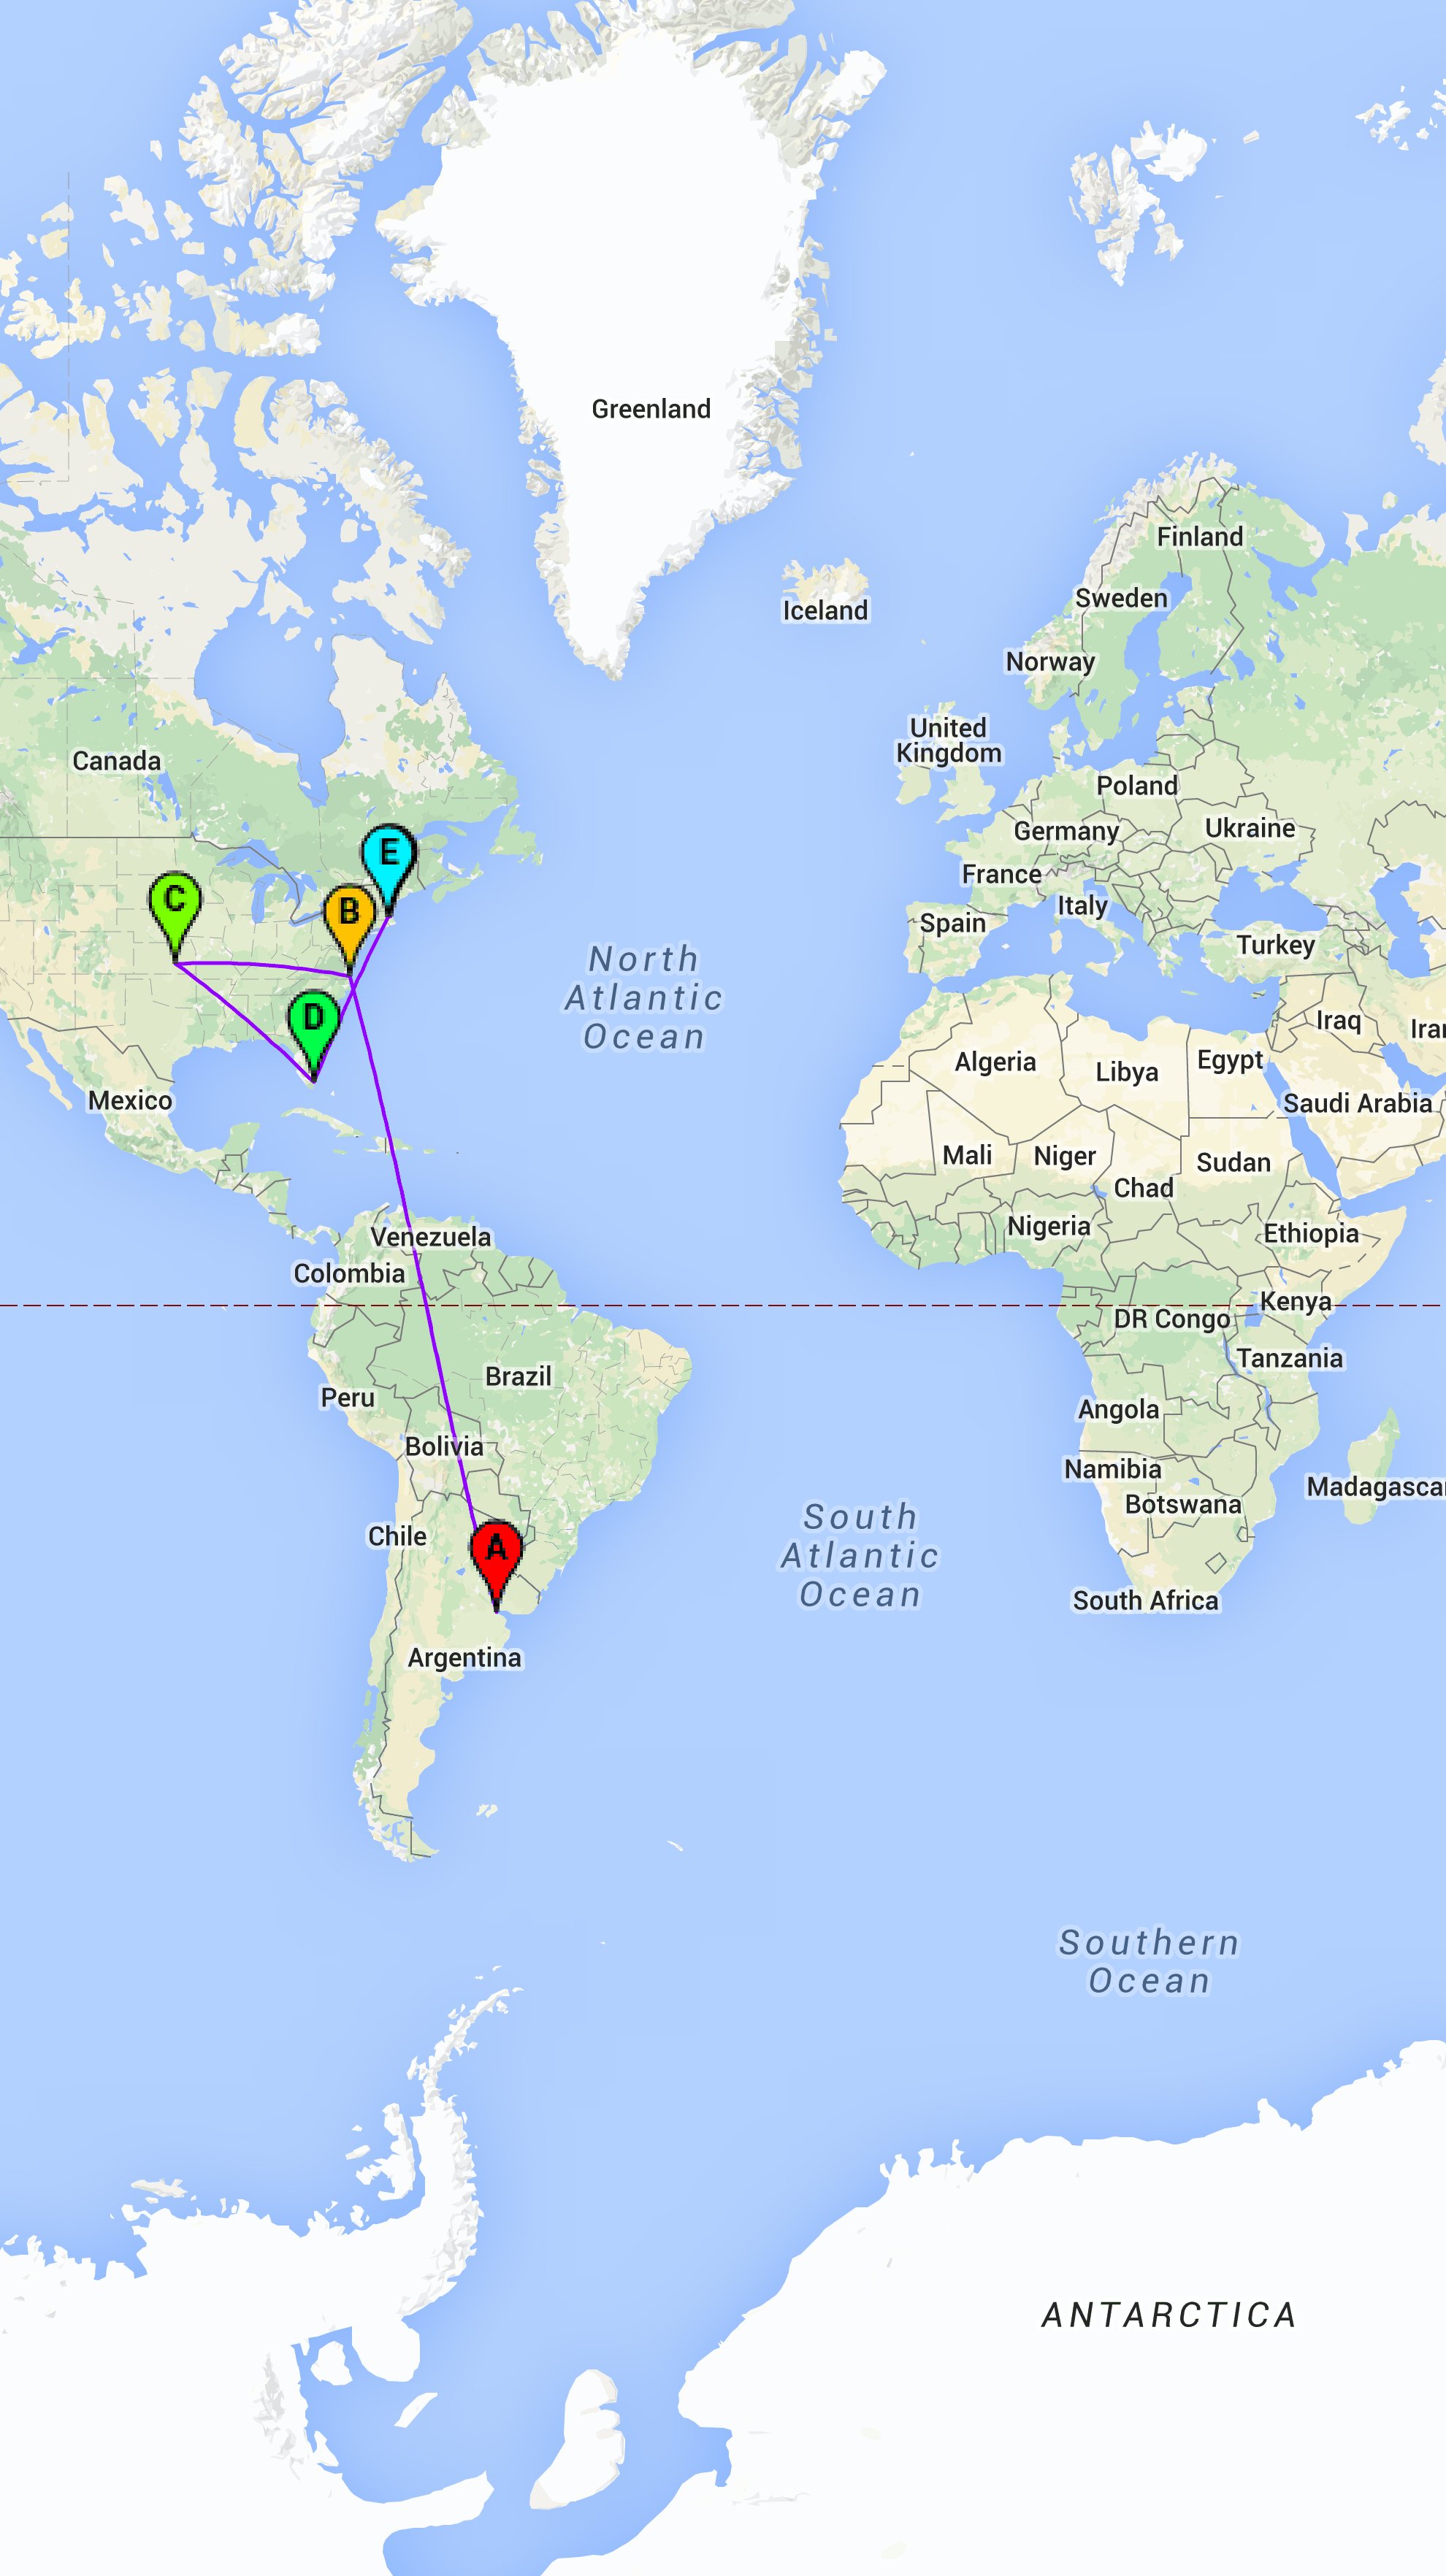 Greenland
Finland
Sweden
Iceland
Norway
United
Kingdom
Canada
Poland
Germany
Ukraine
E
France
C
B
Italy
Spain
Turkey
North
Atlantic
Ocean
D
Iraq
Iran
Algeria
Libya
Egypt
Mexico
Saudi Arabia
Mali
Niger
Sudan
Chad
Nigeria
Venezuela
Ethiopia
Colombia
Kenya
DR Congo
Tanzania
Brazil
Peru
Angola
Bolivia
Namibia
Madagascar
Botswana
South
Atlantic
Ocean
Chile
A
South Africa
Argentina
Southern
Ocean
ANTARCTICA